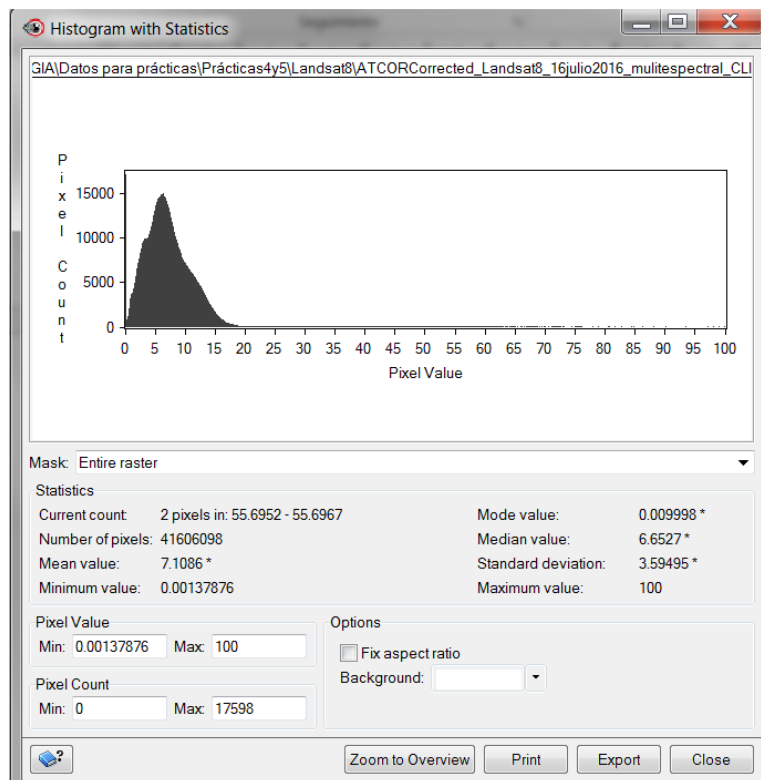 Histogram with Statistics
GIA\Datos para prácticas\Prácticas4y5\Landsat8\ATCORCorrected_Landsat8_16julio2016_mulitespectral_CLI
Pixel Count
15000
10000
5000
0
0 5 10 15 20 25 30 35 40 45 50 55 60 65 70 75 80 85 90 95 100
Pixel Value
Mask: Entire raster
Statistics
Current count: 2 pixels in: 55.6952 - 55.6967 Mode value: 0.009998 *
Number of pixels: 41606098 Median value: 6.6527 *
Mean value: 7.1086 * Standard deviation: 3.59495 *
Minimum value: 0.00137876 Maximum value: 100
Pixel Value Options
Min: 0.00137876 Max: 100 Fix aspect ratio
Background:
Pixel Count
Min: 0 Max: 17598
Zoom to Overview Print Export Close